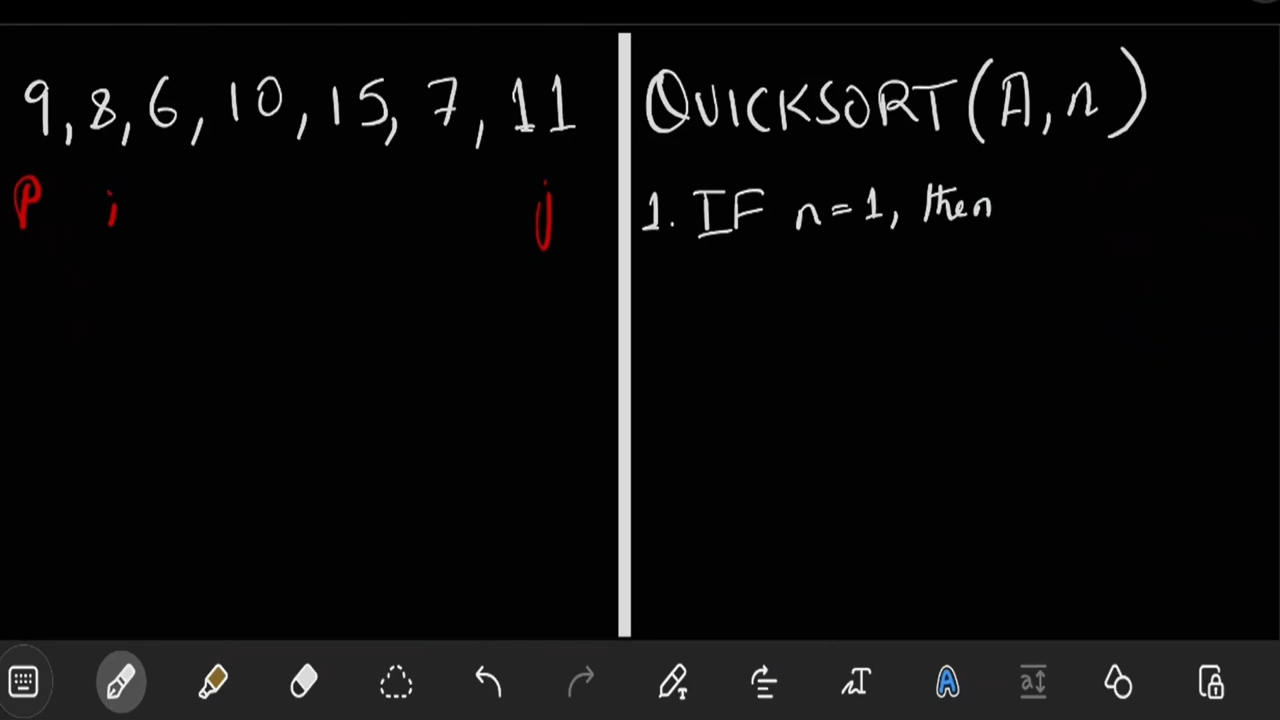 9, 8, 6, 10, 15, 7, 11
P i j
QUICKSORT(A, n)
1. IF n = 1, then